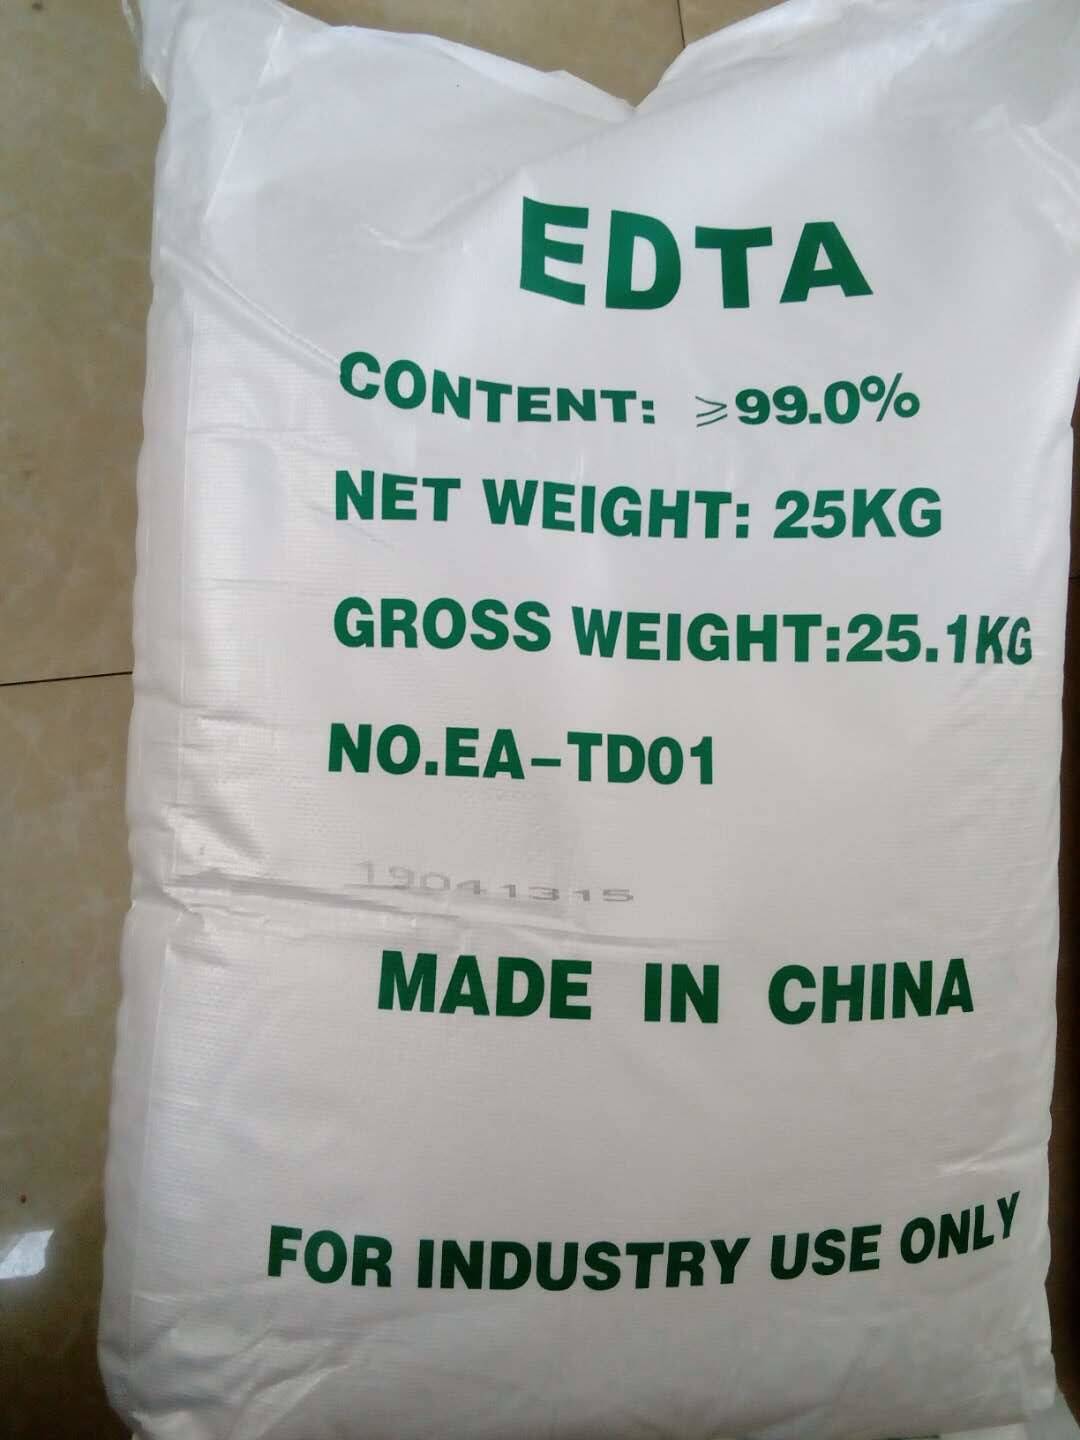 EDTA
CONTENT: ⩾99.0%
NET WEIGHT: 25KG
GROSS WEIGHT:25.1KG
NO.EA-TD01
19041315
MADE IN CHINA
FOR INDUSTRY USE ONLY